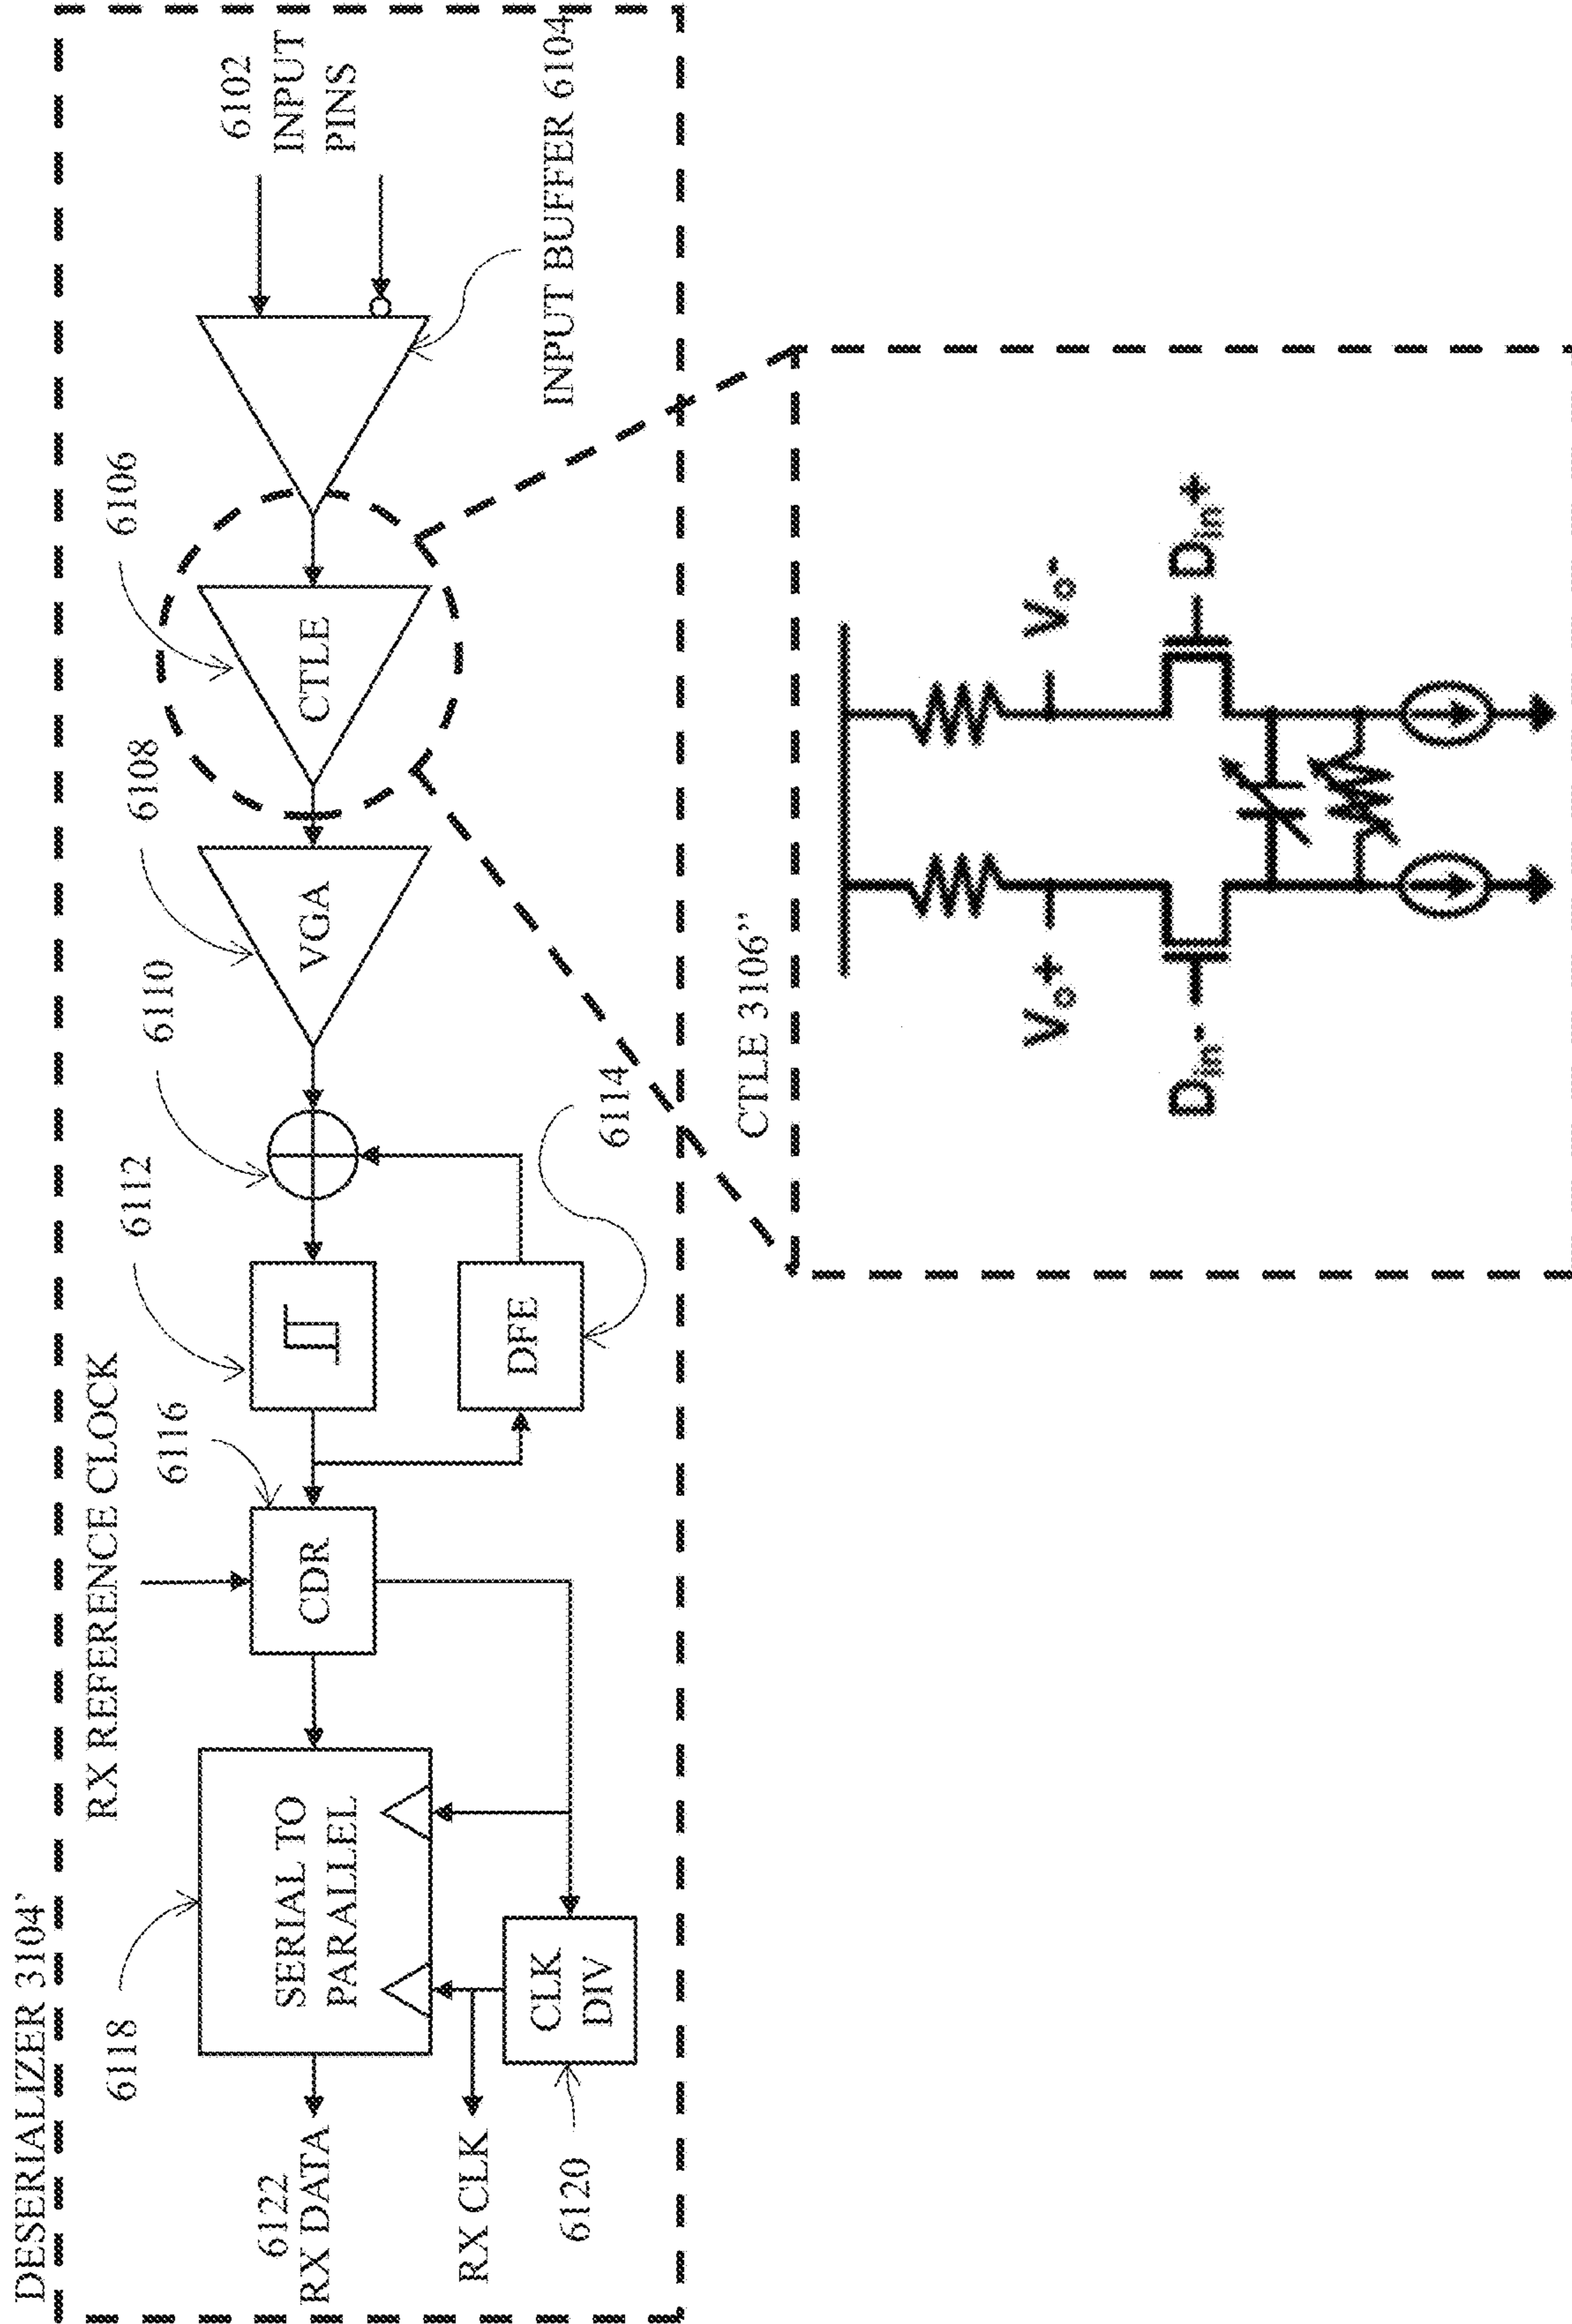 DESERIALIZER 3104'
RX REFERENCE CLOCK
6118
6116
6112
6110
6108
6106
6102
INPUT
PINS
6122
RX DATA
SERIAL TO
PARALLEL
CDR
VGA
CTLE
RX CLK
CLK
DIV
DFE
6120
6114
INPUT BUFFER 6104
CTLE 3106”
Vo+
Vo-
Din-
Din+